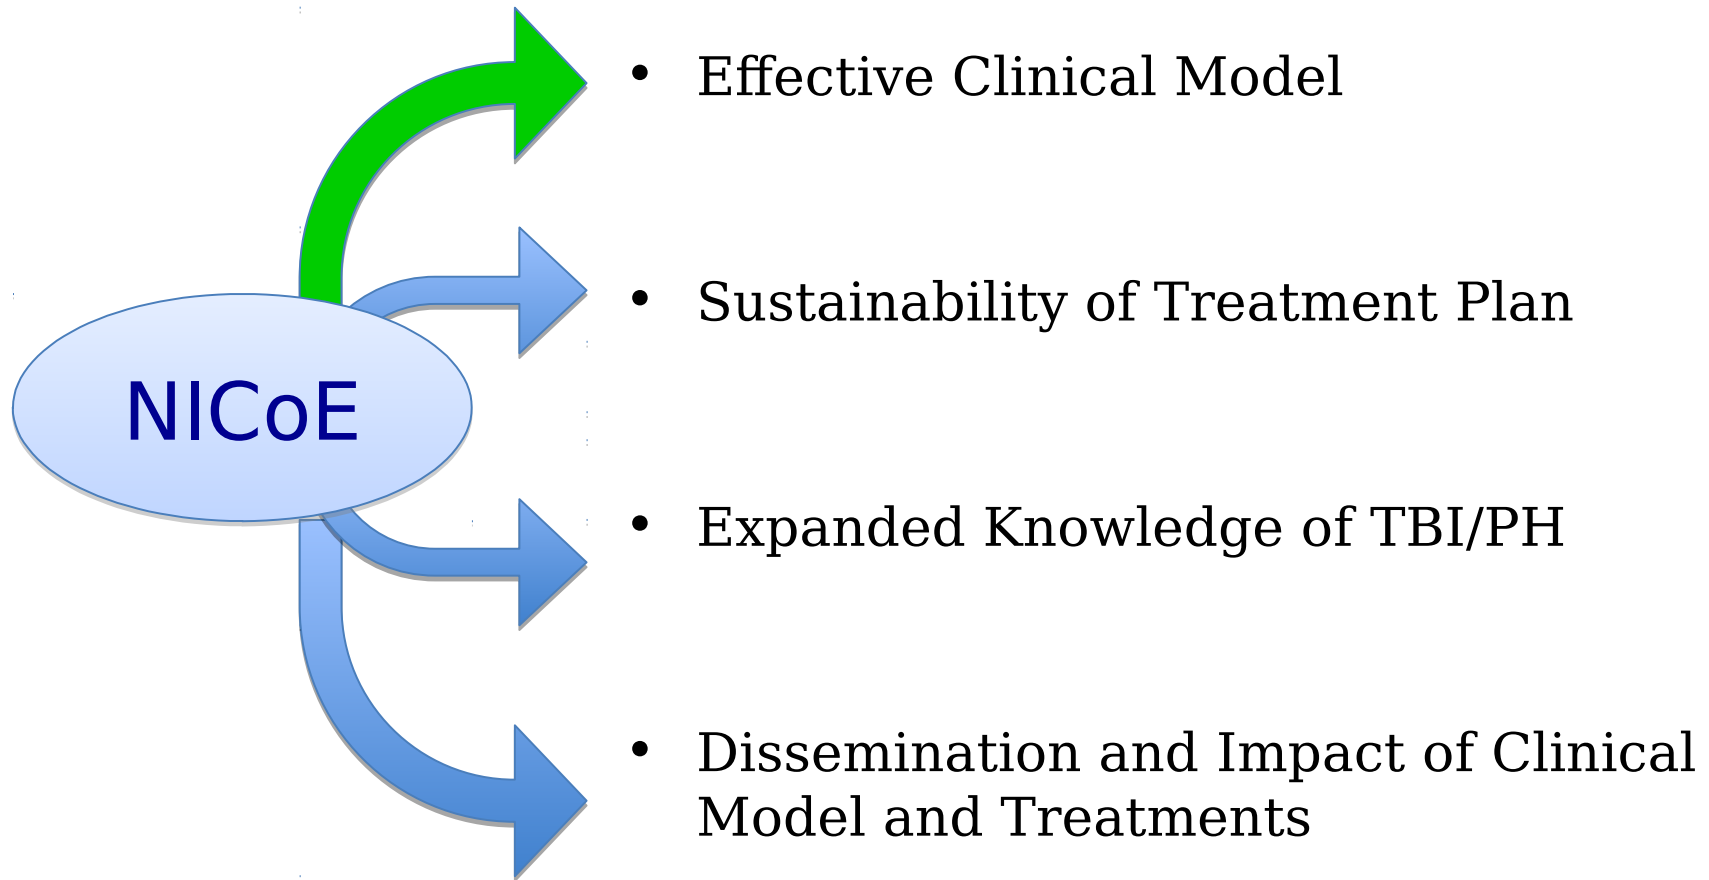 • Effective Clinical Model
• Sustainability of Treatment Plan
NICoE
• Expanded Knowledge of TBI/PH
• Dissemination and Impact of Clinical
Model and Treatments